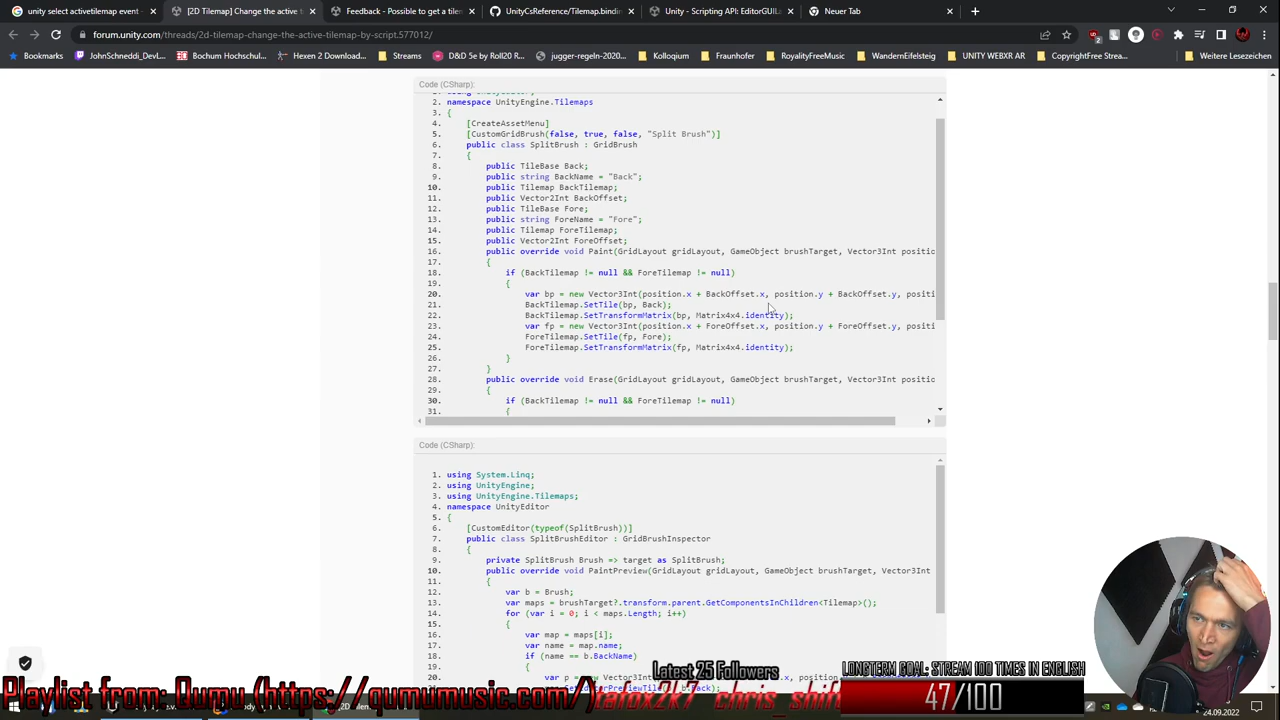 unity select activetilemap event
[2D Tilemap] Change the active t
Feedback - Possible to get a tile
UnityCsReference/Tilemap.bindin
Unity - Scripting API: EditorGUILa
Neuer Tab
forum.unity.com/threads/2d-tilemap-change-the-active-tilemap-by-script.577012/
Bookmarks
JohnSchneddi_DevL...
Bochum Hochschul...
Hexen 2 Hochschule...
Streams
D&D 5e by Roll20 R...
jugger-regeln-2020...
Kolloqium
Fraunhofer
RoyalityFreeMusic
WandernEifelsteig
UNITY WEBXR AR
CopyrightFree Strea...
Weitere Lesezeichen
Code (CSharp):
2. namespace UnityEngine.Tilemaps
3. {
4. [CreateAssetMenu]
5. [CustomGridBrush(false, true, false, "Split Brush")]
6. public class SplitBrush : GridBrush
7. {
8. public TileBase Back;
9. public string BackName = "Back";
10. public Tilemap BackTilemap;
11. public Vector2Int BackOffset;
12. public TileBase Fore;
13. public string ForeName = "Fore";
14. public Tilemap ForeTilemap;
15. public Vector2Int ForeOffset;
16. public override void Paint(GridLayout gridLayout, GameObject brushTarget, Vector3Int positio
17. {
18. if (BackTilemap != null && ForeTilemap != null)
19. {
20. var bp = new Vector3Int(position.x + BackOffset.x, position.y + BackOffset.y, positi
21. BackTilemap.SetTile(bp, Back);
22. BackTilemap.SetTransformMatrix(bp, Matrix4x4.identity);
23. var fp = new Vector3Int(position.x + ForeOffset.x, position.y + ForeOffset.y, positi
24. ForeTilemap.SetTile(fp, Fore);
25. ForeTilemap.SetTransformMatrix(fp, Matrix4x4.identity);
26. }
27. }
28. public override void Erase(GridLayout gridLayout, GameObject brushTarget, Vector3Int positio
29. {
30. if (BackTilemap != null && ForeTilemap != null)
31. {
Code (CSharp):
1. using System.Linq;
2. using UnityEngine;
3. using UnityEngine.Tilemaps;
4. namespace UnityEditor
5. {
6. [CustomEditor(typeof(SplitBrush))]
7. public class SplitBrushEditor : GridBrushInspector
8. {
9. private SplitBrush Brush => target as SplitBrush;
10. public override void PaintPreview(GridLayout gridLayout, GameObject brushTarget, Vector3Int
11. {
12. var b = Brush;
13. var maps = brushTarget?.transform.parent.GetComponentsInChildren<Tilemap>();
14. for (var i = 0; i < maps.Length; i++)
15. {
16. var map = maps[i];
17. var name = map.name;
18. if (name == b.BackName)
19. {
Latest 25 Followers
LONGTERM GOAL: STREAM 100 TIMES IN ENGLISH
Playlist from: Qumu (https://qumumusic.com/)
tarox2k7 chris_shift
47/100
24.09.2022